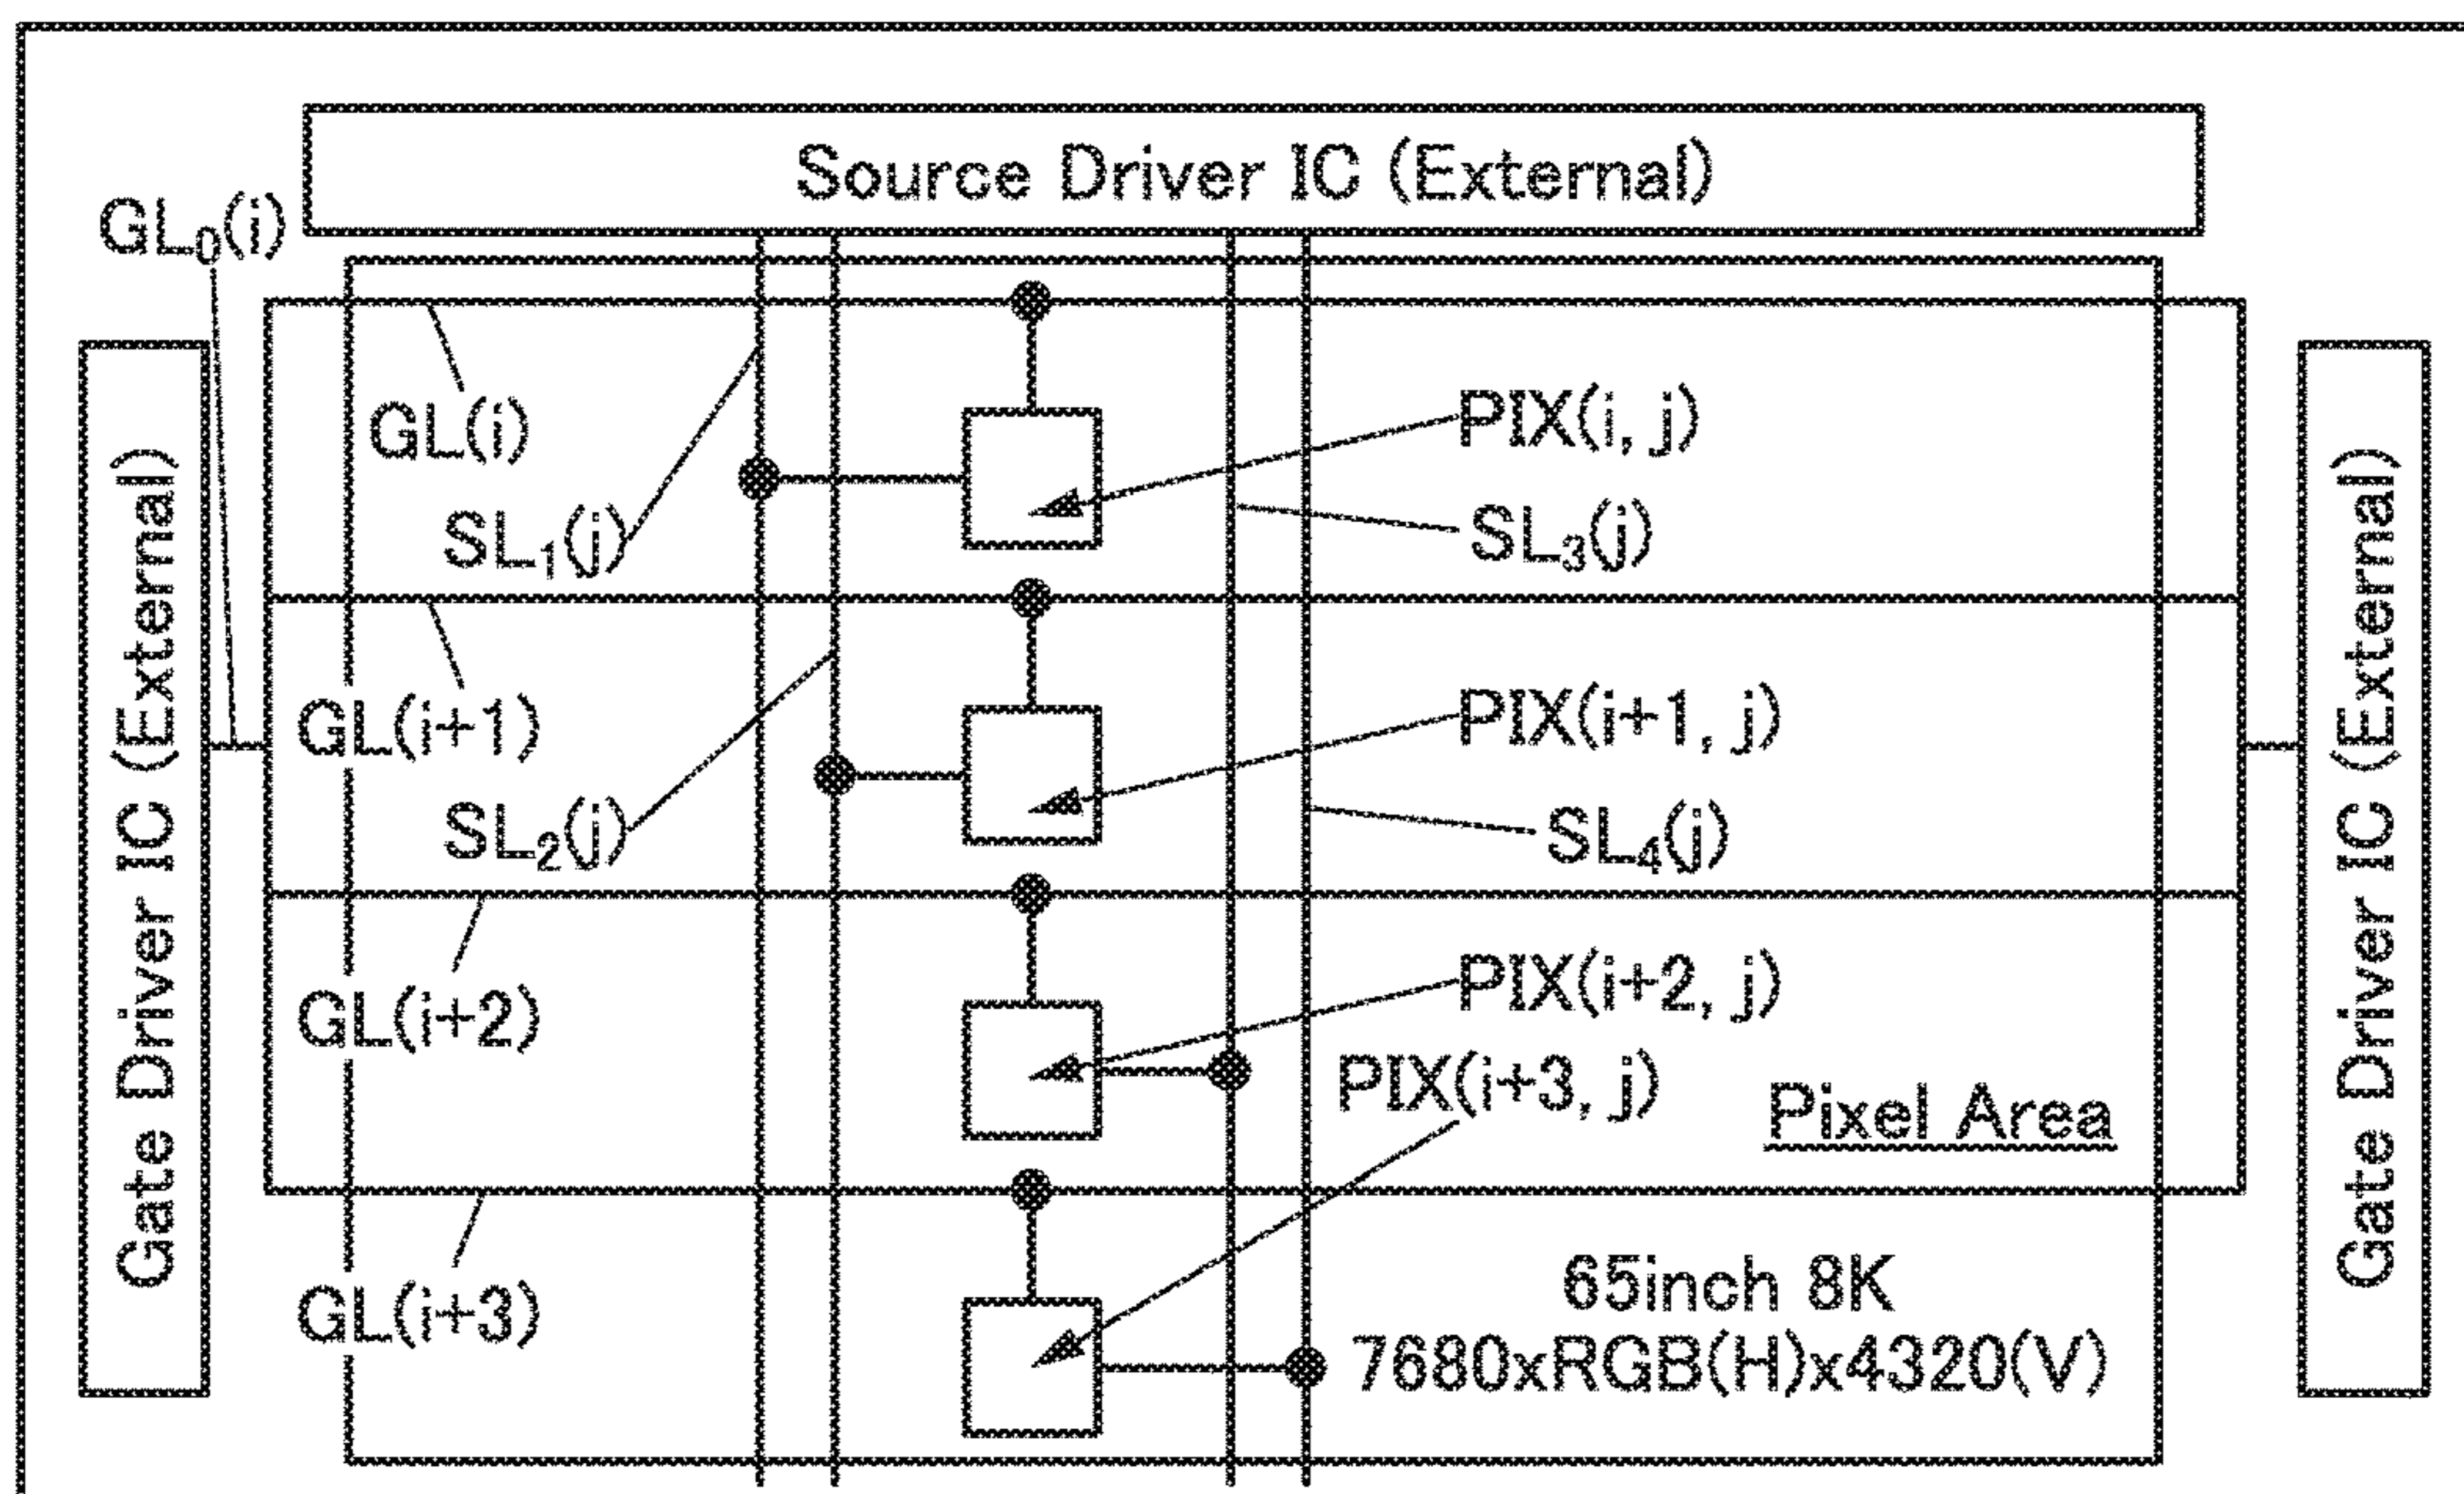 Source Driver IC (External)
GL₀(i)
Gate Driver IC (External)
GL(i)
SL₁(j)
PIX(i, j)
SL₃(j)
GL(i+1)
SL₂(j)
PIX(i+1, j)
SL₄(j)
GL(i+2)
PIX(i+2, j)
PIX(i+3, j)
Pixel Area
GL(i+3)
65inch 8K
7680xRGB(H)x4320(V)
Gate Driver IC (External)